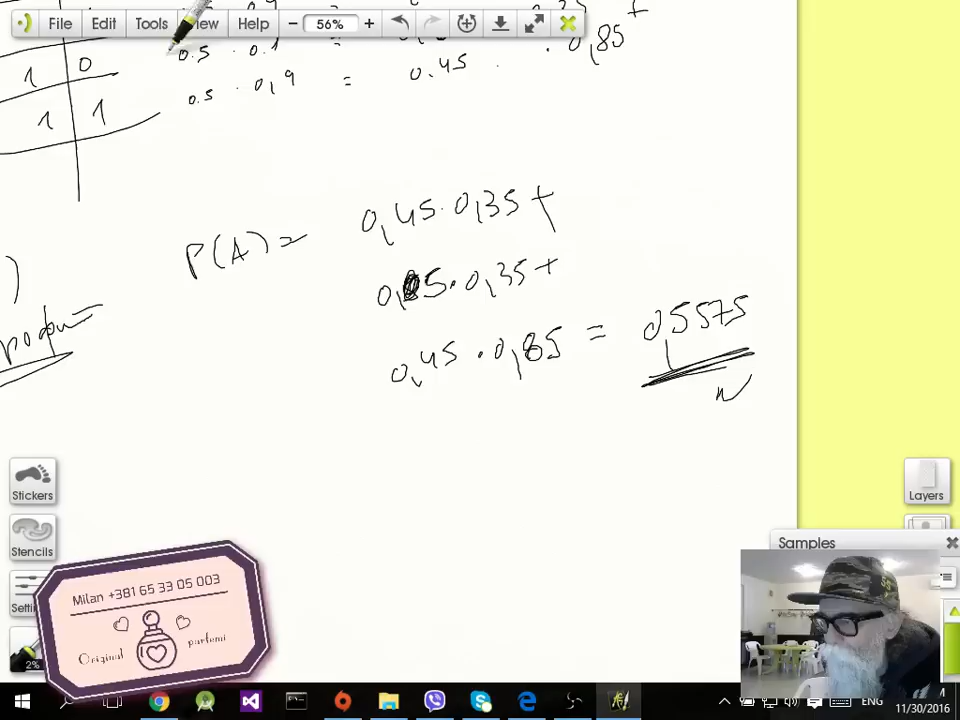 File Edit Tools View Help − 56% +
0.5 · 0.1 =
· 0,85 +
1 0
0.5 · 0,9 = 0.45
1 1
P(A) = 0,45 · 0,35 +
0,05 · 0,35 +
0,45 · 0,85 = 0,5575
Stickers
Stencils
Layers
Samples
Milan +381 65 33 05 003
Original parfemi
2%
ENG
11/30/2016